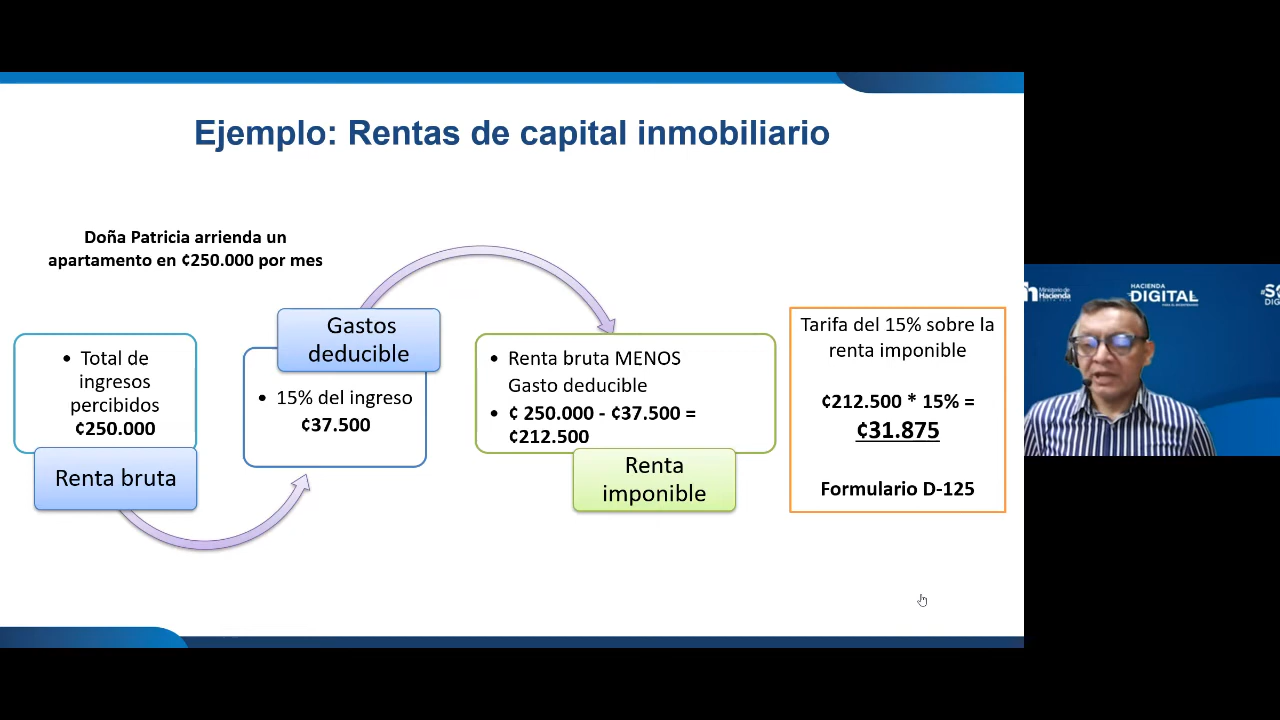 Ejemplo: Rentas de capital inmobiliario
Doña Patricia arrienda un
apartamento en ₡250.000 por mes
• Total de
ingresos
percibidos
₡250.000
Renta bruta
Gastos
deducible
• 15% del ingreso
₡37.500
• Renta bruta MENOS
Gasto deducible
• ₡ 250.000 - ₡37.500 =
₡212.500
Renta
imponible
Tarifa del 15% sobre la
renta imponible
₡212.500 * 15% =
₡31.875
Formulario D-125
Ministerio de
Hacienda
HACIENDA
DIGITAL